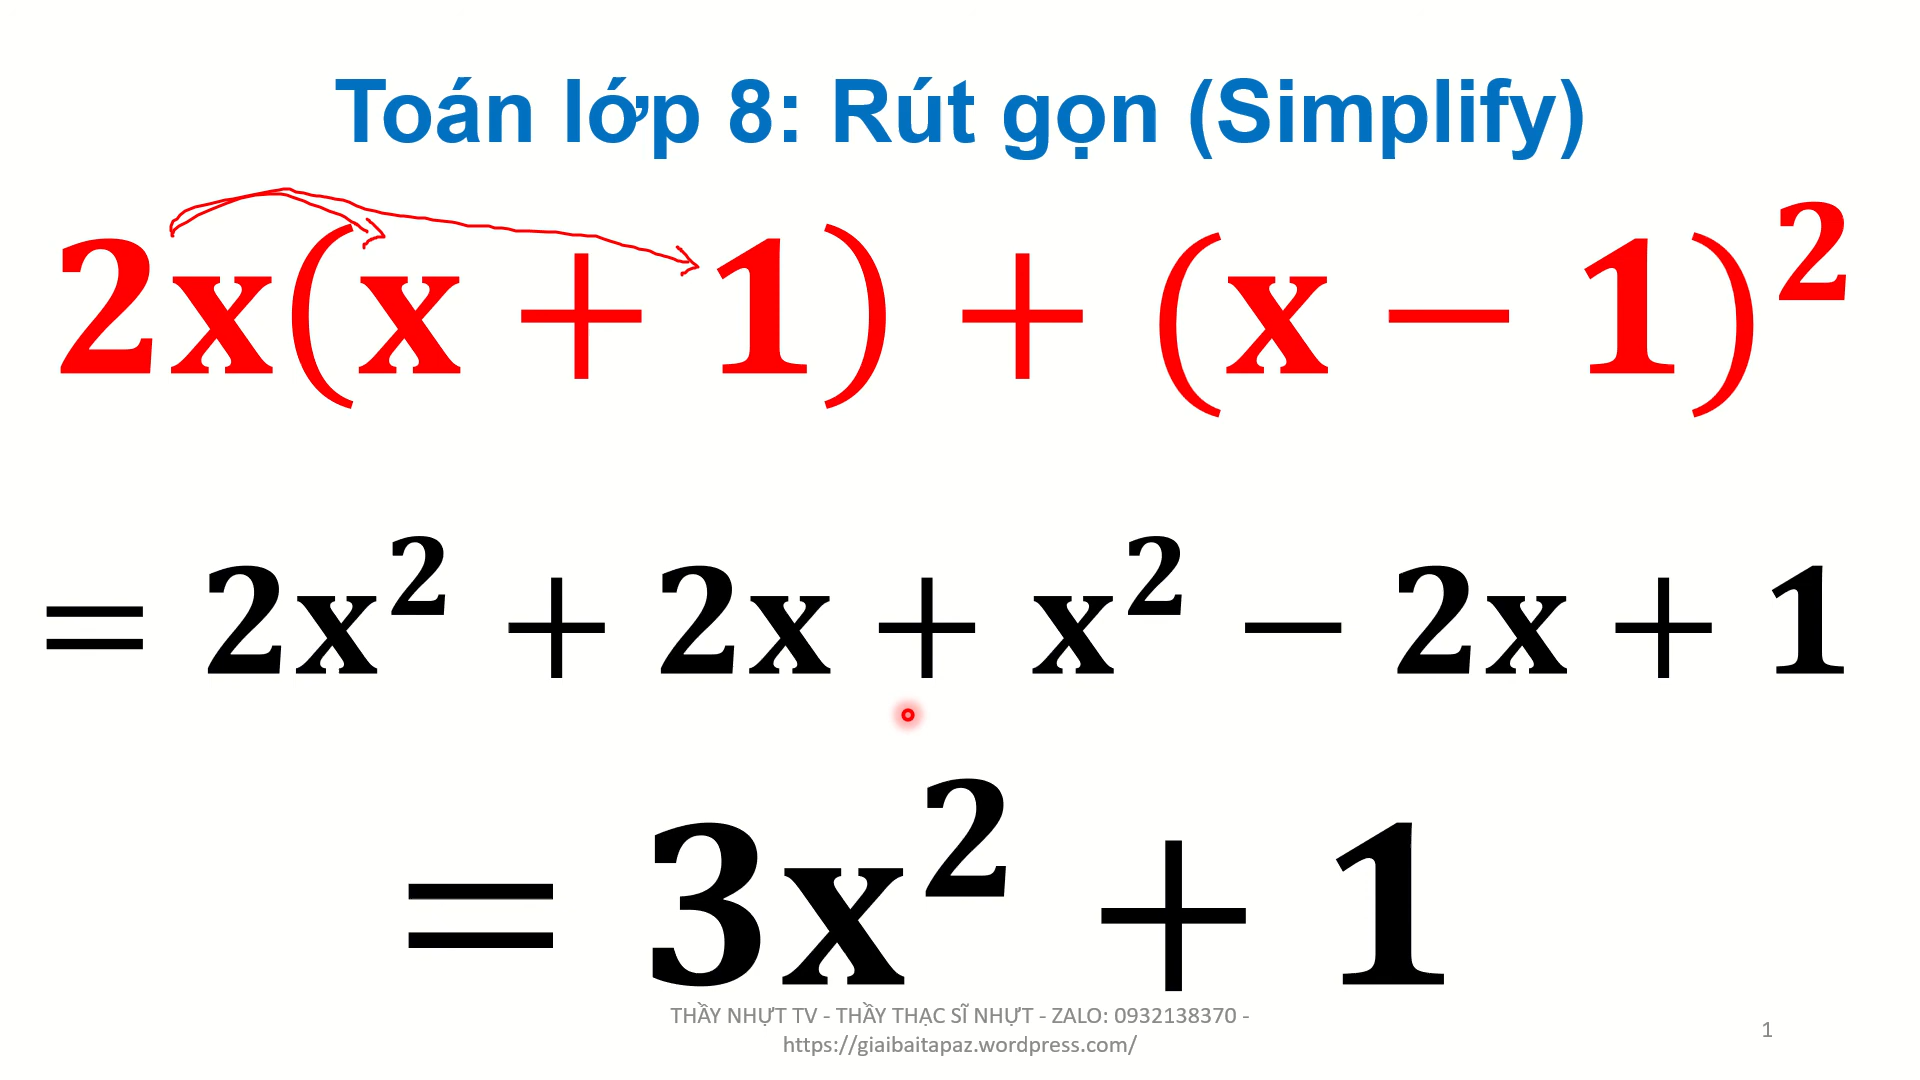 Toán lớp 8: Rút gọn (Simplify)
2x(x + 1) + (x − 1)²
= 2x² + 2x + x² − 2x + 1
= 3x² + 1
THẦY NHỰT TV - THẦY THẠC SĨ NHỰT - ZALO: 0932138370 -
https://giaibaitapaz.wordpress.com/
1